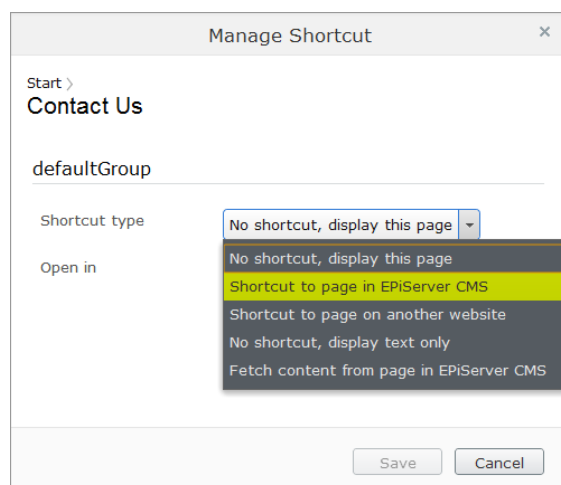 Manage Shortcut
×
Start 〉
Contact Us
defaultGroup
Shortcut type
No shortcut, display this page
Open in
No shortcut, display this page
Shortcut to page in EPiServer CMS
Shortcut to page on another website
No shortcut, display text only
Fetch content from page in EPiServer CMS
Save
Cancel